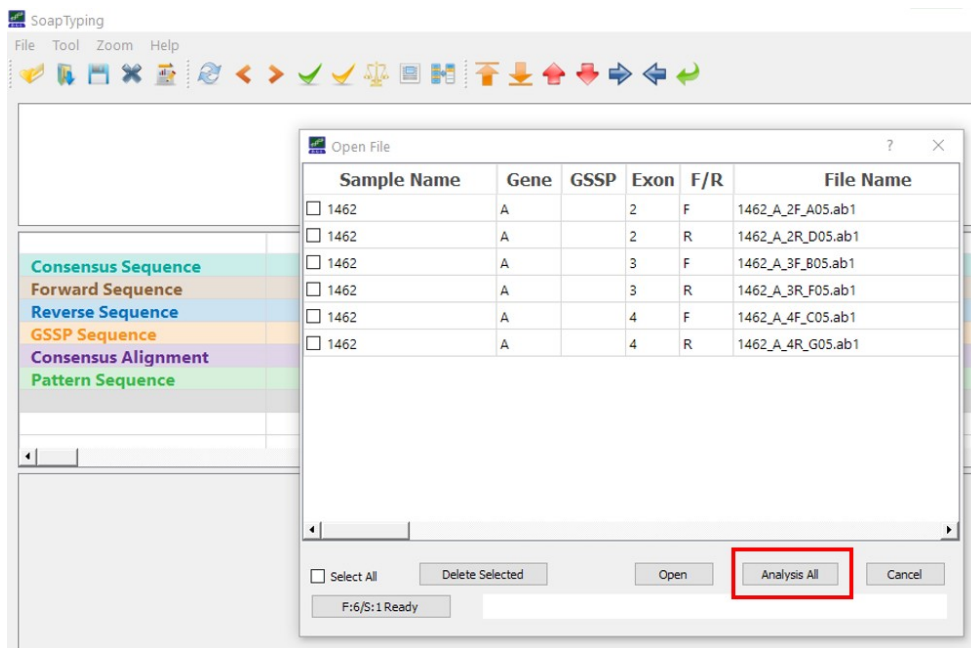 SoapTyping
File Tool Zoom Help
Open File ?
Sample Name Gene GSSP Exon F/R File Name
1462 A 2 F 1462_A_2F_A05.ab1
1462 A 2 R 1462_A_2R_D05.ab1
1462 A 3 F 1462_A_3F_B05.ab1
1462 A 3 R 1462_A_3R_F05.ab1
1462 A 4 F 1462_A_4F_C05.ab1
1462 A 4 R 1462_A_4R_G05.ab1
Consensus Sequence
Forward Sequence
Reverse Sequence
GSSP Sequence
Consensus Alignment
Pattern Sequence
Select All Delete Selected Open Analysis All Cancel
F:6/S:1 Ready